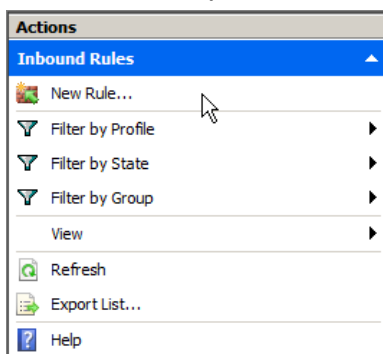 Actions
Inbound Rules
New Rule...
Filter by Profile
Filter by State
Filter by Group
View
Refresh
Export List...
Help